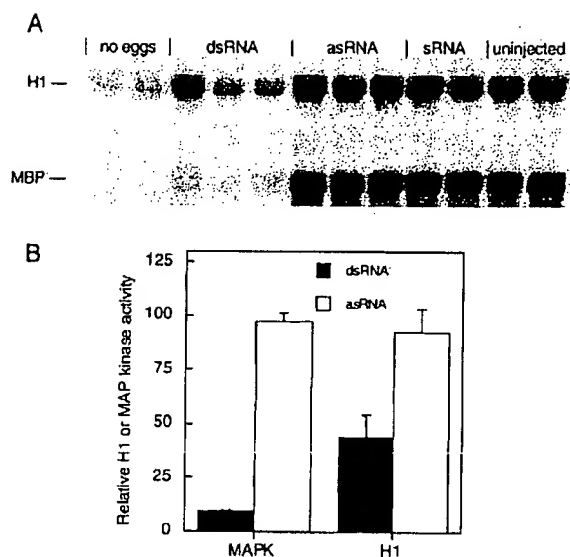 A
no eggs dsRNA asRNA sRNA uninjected
H1
MBP
B
125
100
75
50
25
0
Relative H1 or MAP kinase activity
dsRNA
asRNA
MAPK H1